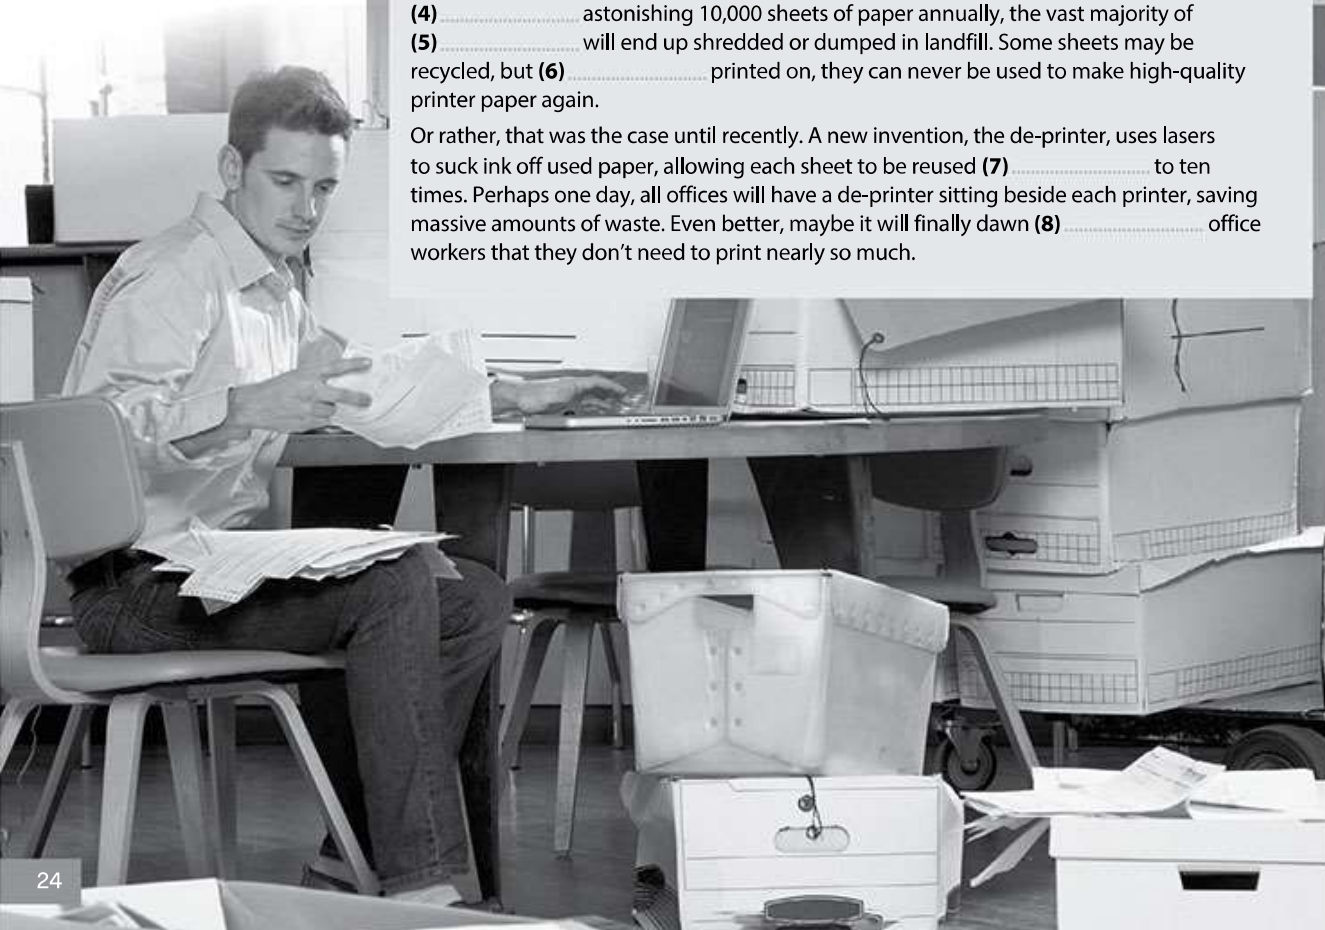 (4) ........................ astonishing 10,000 sheets of paper annually, the vast majority of
(5) ........................ will end up shredded or dumped in landfill. Some sheets may be
recycled, but (6) ........................ printed on, they can never be used to make high-quality
printer paper again.
Or rather, that was the case until recently. A new invention, the de-printer, uses lasers
to suck ink off used paper, allowing each sheet to be reused (7) ........................ to ten
times. Perhaps one day, all offices will have a de-printer sitting beside each printer, saving
massive amounts of waste. Even better, maybe it will finally dawn (8) ........................ office
workers that they don't need to print nearly so much.
24